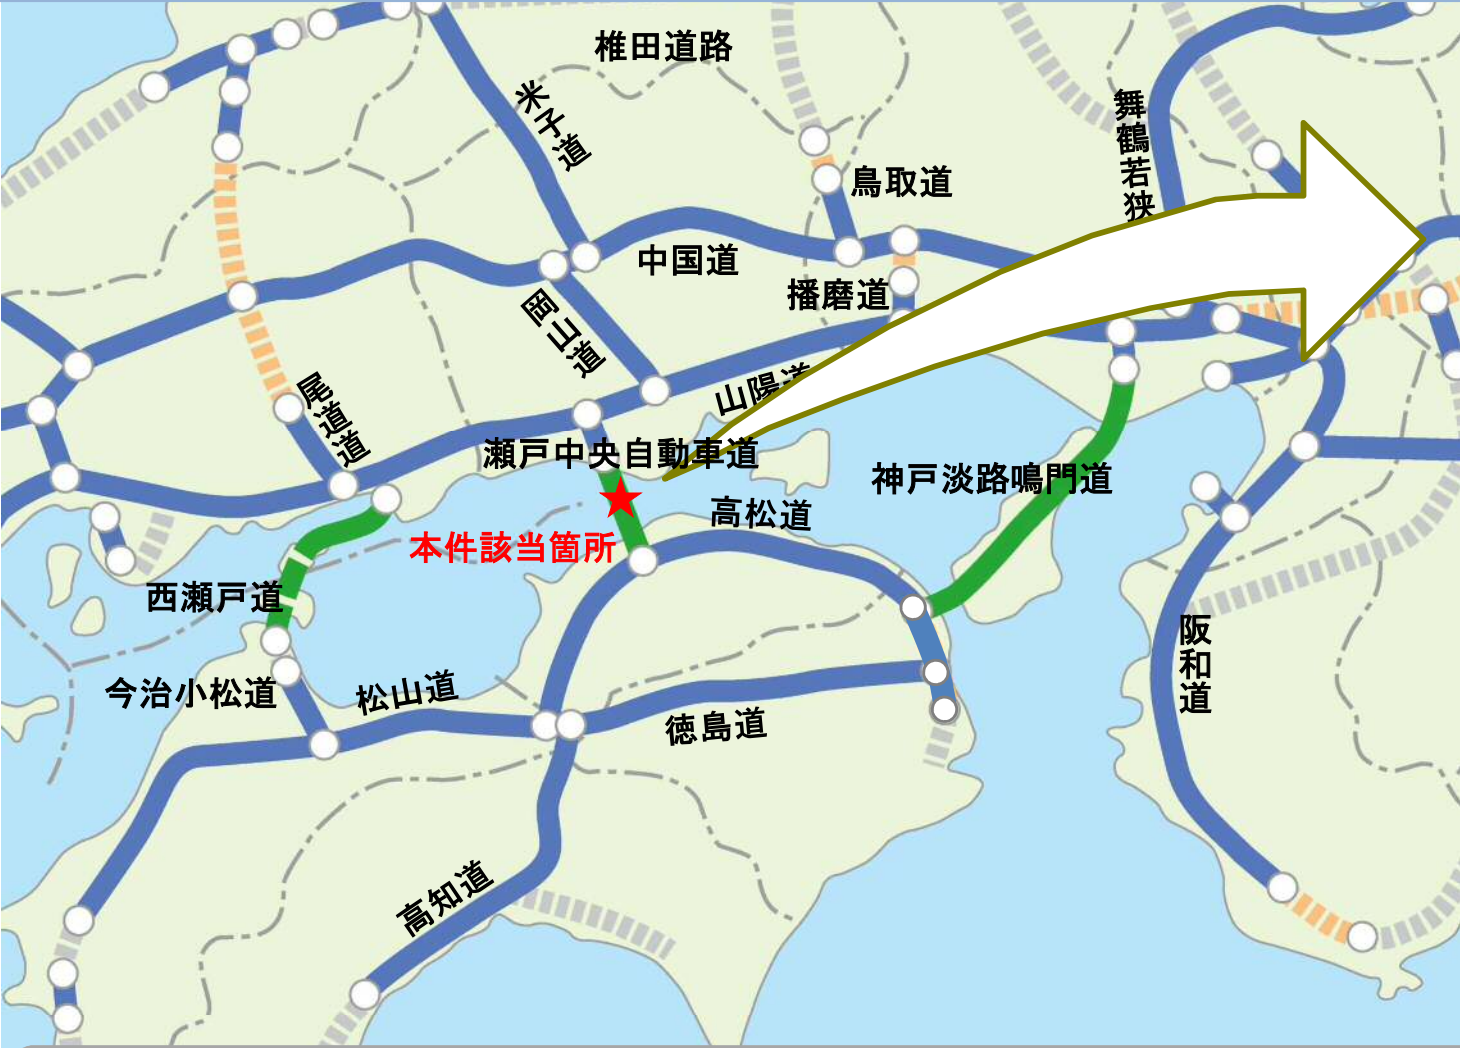 椎田道路
米子道
舞鶴若狭
鳥取道
中国道
播磨道
岡山道
山陽道
尾道道
瀬戸中央自動車道
神戸淡路鳴門道
高松道
本件該当箇所
西瀬戸道
阪和道
今治小松道
松山道
徳島道
高知道